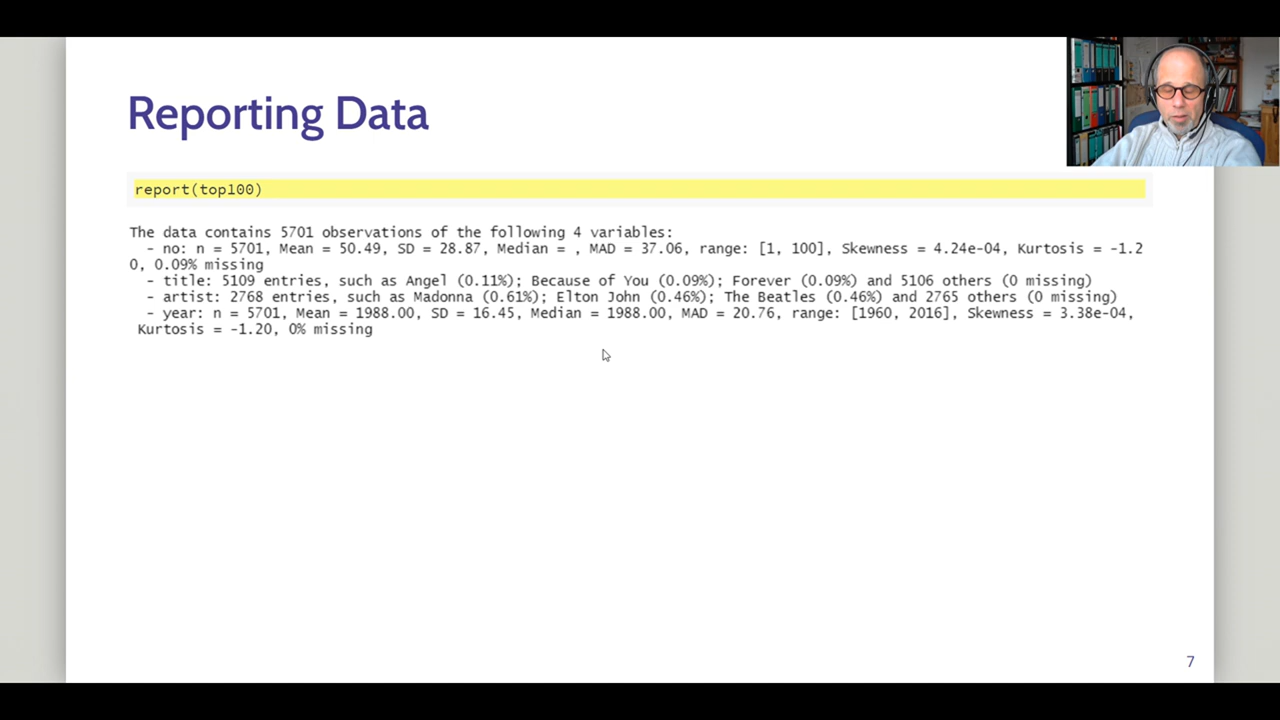 Reporting Data
report(top100)
The data contains 5701 observations of the following 4 variables:
- no: n = 5701, Mean = 50.49, SD = 28.87, Median = , MAD = 37.06, range: [1, 100], Skewness = 4.24e-04, Kurtosis = -1.2
0, 0.09% missing
- title: 5109 entries, such as Angel (0.11%); Because of You (0.09%); Forever (0.09%) and 5106 others (0 missing)
- artist: 2768 entries, such as Madonna (0.61%); Elton John (0.46%); The Beatles (0.46%) and 2765 others (0 missing)
- year: n = 5701, Mean = 1988.00, SD = 16.45, Median = 1988.00, MAD = 20.76, range: [1960, 2016], Skewness = 3.38e-04,
Kurtosis = -1.20, 0% missing
7